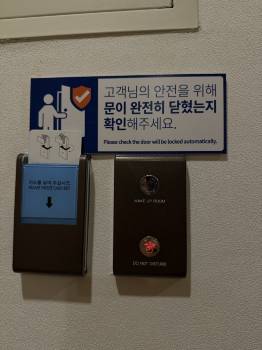 고객님의 안전을 위해
문이 완전히 닫혔는지
확인해주세요.
Please check the door will be locked automatically.
MAKE UP ROOM
DO NOT DISTURB